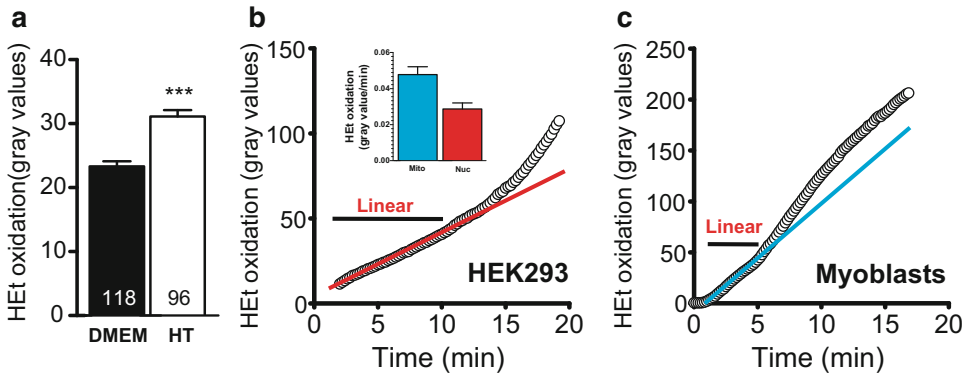 a
HEt oxidation(gray values)
40
30
20
10
0
***
118
96
DMEM
HT
b
HEt oxidation (gray values)
150
100
50
0
HEt oxidation
(gray value/min)
0.06
0.04
0.02
0.00
Mito
Nuc
Linear
HEK293
0
5
10
15
20
Time (min)
c
HEt oxidation (gray values)
250
200
150
100
50
0
Linear
Myoblasts
0
5
10
15
20
Time (min)